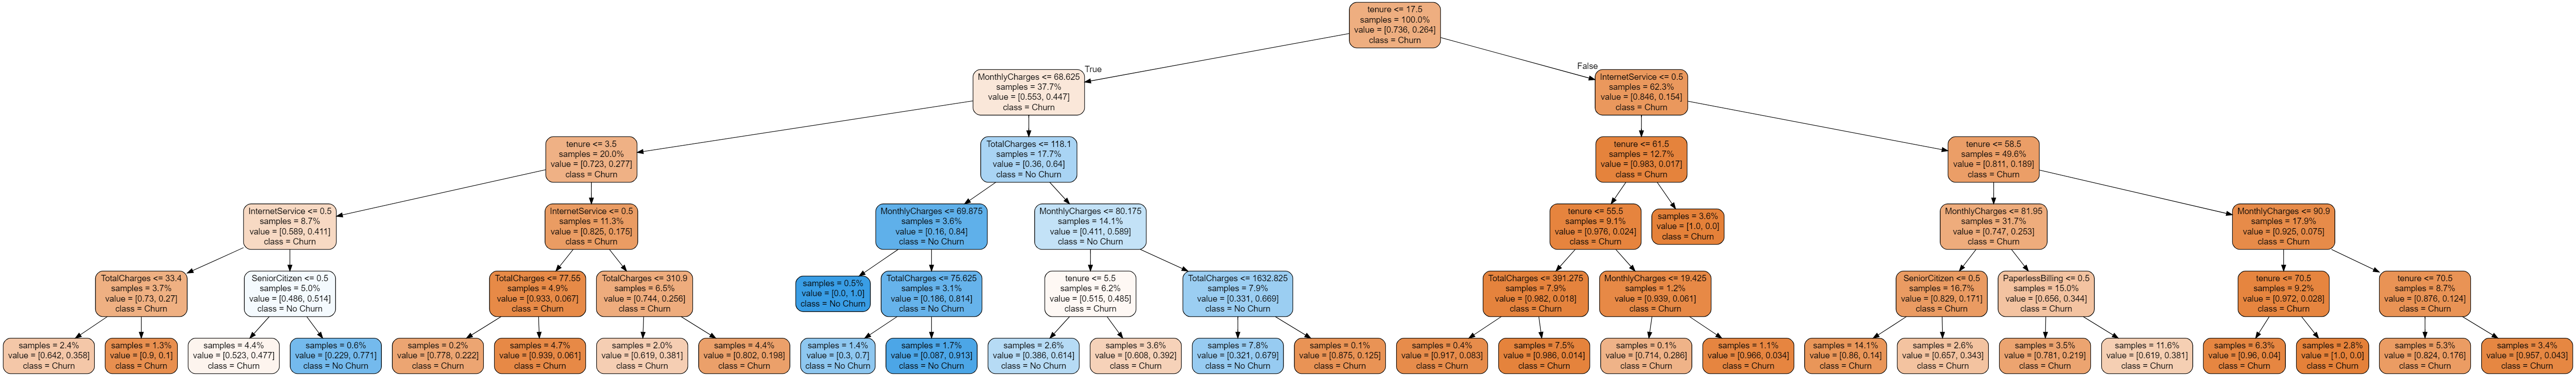 tenure <= 17.5
samples = 100.0%
value = [0.736, 0.264]
class = Churn
True
False
MonthlyCharges <= 68.625
samples = 37.7%
value = [0.553, 0.447]
class = Churn
InternetService <= 0.5
samples = 62.3%
value = [0.846, 0.154]
class = Churn
tenure <= 3.5
samples = 20.0%
value = [0.723, 0.277]
class = Churn
TotalCharges <= 118.1
samples = 17.7%
value = [0.36, 0.64]
class = No Churn
tenure <= 61.5
samples = 12.7%
value = [0.983, 0.017]
class = Churn
tenure <= 58.5
samples = 49.6%
value = [0.811, 0.189]
class = Churn
InternetService <= 0.5
samples = 8.7%
value = [0.589, 0.411]
class = Churn
InternetService <= 0.5
samples = 11.3%
value = [0.825, 0.175]
class = Churn
MonthlyCharges <= 69.875
samples = 3.6%
value = [0.16, 0.84]
class = No Churn
MonthlyCharges <= 80.175
samples = 14.1%
value = [0.411, 0.589]
class = No Churn
tenure <= 55.5
samples = 9.1%
value = [0.976, 0.024]
class = Churn
samples = 3.6%
value = [1.0, 0.0]
class = Churn
MonthlyCharges <= 81.95
samples = 31.7%
value = [0.747, 0.253]
class = Churn
MonthlyCharges <= 90.9
samples = 17.9%
value = [0.925, 0.075]
class = Churn
TotalCharges <= 33.4
samples = 3.7%
value = [0.73, 0.27]
class = Churn
SeniorCitizen <= 0.5
samples = 5.0%
value = [0.486, 0.514]
class = No Churn
TotalCharges <= 77.55
samples = 4.9%
value = [0.933, 0.067]
class = Churn
TotalCharges <= 310.9
samples = 6.5%
value = [0.744, 0.256]
class = Churn
samples = 0.5%
value = [0.0, 1.0]
class = No Churn
TotalCharges <= 75.625
samples = 3.1%
value = [0.186, 0.814]
class = No Churn
tenure <= 5.5
samples = 6.2%
value = [0.515, 0.485]
class = Churn
TotalCharges <= 1632.825
samples = 7.9%
value = [0.331, 0.669]
class = No Churn
TotalCharges <= 391.275
samples = 7.9%
value = [0.982, 0.018]
class = Churn
MonthlyCharges <= 19.425
samples = 1.2%
value = [0.939, 0.061]
class = Churn
SeniorCitizen <= 0.5
samples = 16.7%
value = [0.829, 0.171]
class = Churn
PaperlessBilling <= 0.5
samples = 15.0%
value = [0.656, 0.344]
class = Churn
tenure <= 70.5
samples = 9.2%
value = [0.972, 0.028]
class = Churn
tenure <= 70.5
samples = 8.7%
value = [0.876, 0.124]
class = Churn
samples = 2.4%
value = [0.642, 0.358]
class = Churn
samples = 1.3%
value = [0.9, 0.1]
class = Churn
samples = 4.4%
value = [0.523, 0.477]
class = Churn
samples = 0.6%
value = [0.229, 0.771]
class = No Churn
samples = 0.2%
value = [0.778, 0.222]
class = Churn
samples = 4.7%
value = [0.939, 0.061]
class = Churn
samples = 2.0%
value = [0.619, 0.381]
class = Churn
samples = 4.4%
value = [0.802, 0.198]
class = Churn
samples = 1.4%
value = [0.3, 0.7]
class = No Churn
samples = 1.7%
value = [0.087, 0.913]
class = No Churn
samples = 2.6%
value = [0.386, 0.614]
class = No Churn
samples = 3.6%
value = [0.608, 0.392]
class = Churn
samples = 7.8%
value = [0.321, 0.679]
class = No Churn
samples = 0.1%
value = [0.875, 0.125]
class = Churn
samples = 0.4%
value = [0.917, 0.083]
class = Churn
samples = 7.5%
value = [0.986, 0.014]
class = Churn
samples = 0.1%
value = [0.714, 0.286]
class = Churn
samples = 1.1%
value = [0.966, 0.034]
class = Churn
samples = 14.1%
value = [0.86, 0.14]
class = Churn
samples = 2.6%
value = [0.657, 0.343]
class = Churn
samples = 3.5%
value = [0.781, 0.219]
class = Churn
samples = 11.6%
value = [0.619, 0.381]
class = Churn
samples = 6.3%
value = [0.96, 0.04]
class = Churn
samples = 2.8%
value = [1.0, 0.0]
class = Churn
samples = 5.3%
value = [0.824, 0.176]
class = Churn
samples = 3.4%
value = [0.957, 0.043]
class = Churn